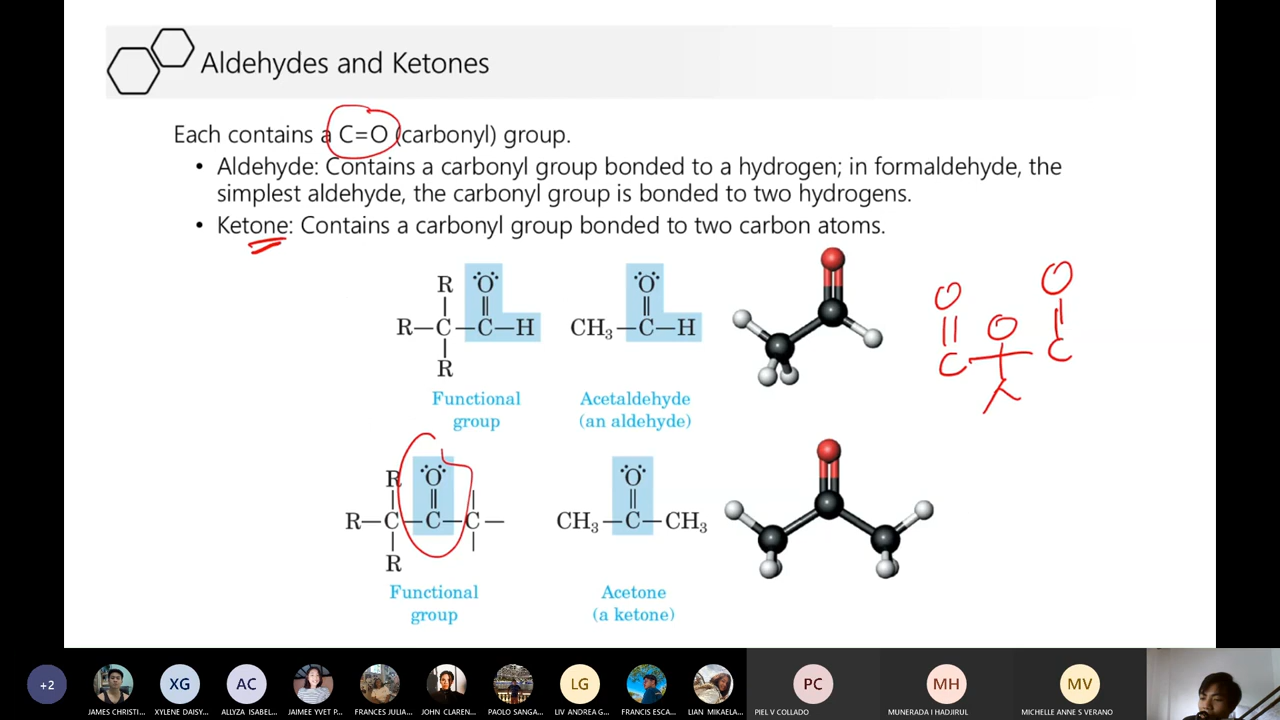 Aldehydes and Ketones
Each contains a C=O (carbonyl) group.
• Aldehyde: Contains a carbonyl group bonded to a hydrogen; in formaldehyde, the
simplest aldehyde, the carbonyl group is bonded to two hydrogens.
• Ketone: Contains a carbonyl group bonded to two carbon atoms.
R O
R—C—C—H
R
Functional
group
O
CH₃—C—H
Acetaldehyde
(an aldehyde)
O O O
C C
R O
R—C—C—C—
R
Functional
group
O
CH₃—C—CH₃
Acetone
(a ketone)
+2 XG AC LG PC MH MV
JAMES CHRISTI... XYLENE DAISY... ALLYZA ISABEL... JAIMEE YVET P... FRANCES JULIA... JOHN CLAREN... PAOLO SANGA... LIV ANDREA G... FRANCIS ESCA... LIAN MIKAELA... PIEL V COLLADO MUNERADA I HADJIRUL MICHELLE ANNE S VERANO